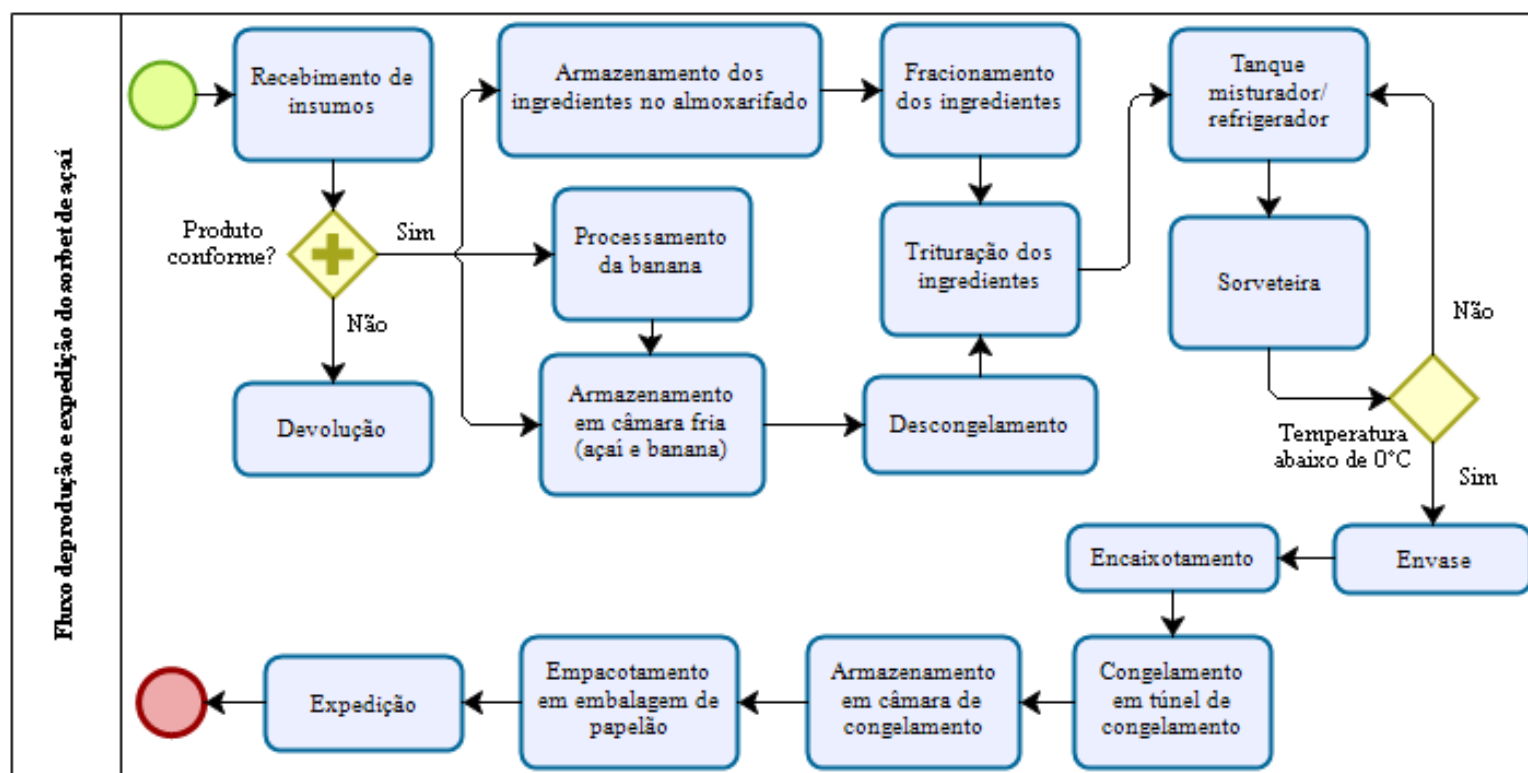 Fluxo deprodução e expedição do sorbet de açaí
Recebimento de
insumos
Produto
conforme?
Sim
Não
Devolução
Armazenamento dos
ingredientes no almoxarifado
Processamento
da banana
Armazenamento
em câmara fria
(açaí e banana)
Fracionamento
dos ingredientes
Trituração dos
ingredientes
Descongelamento
Tanque
misturador/
refrigerador
Sorveteira
Não
Temperatura
abaixo de 0°C
Sim
Envase
Encaixotamento
Congelamento
em túnel de
congelamento
Armazenamento
em câmara de
congelamento
Empacotamento
em embalagem de
papelão
Expedição